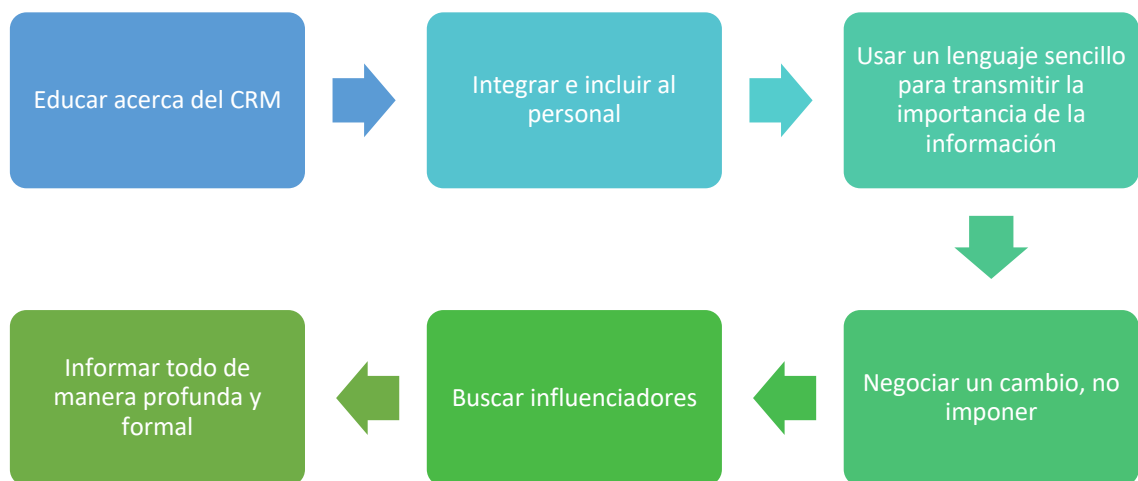 Educar acerca del CRM
Integrar e incluir al
personal
Usar un lenguaje sencillo
para transmitir la
importancia de la
información
Negociar un cambio, no
imponer
Buscar influenciadores
Informar todo de
manera profunda y
formal